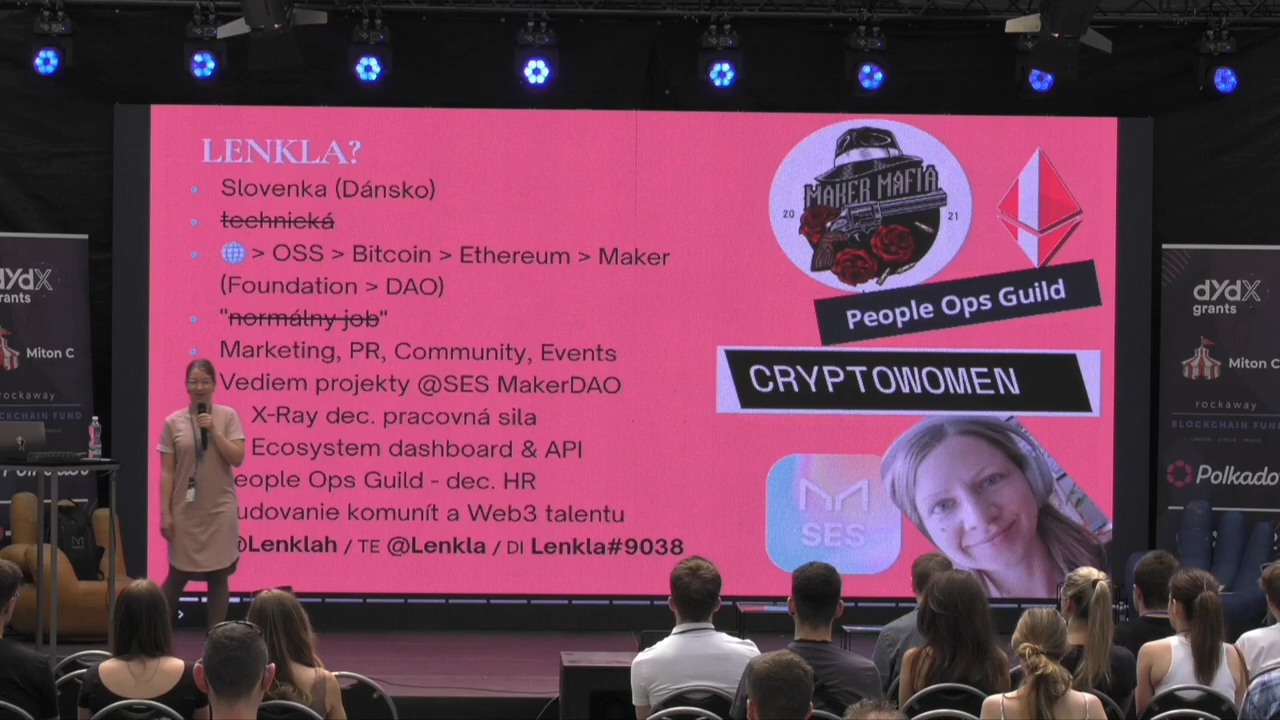 LENKLA?
Slovenka (Dánsko)
technická
> OSS > Bitcoin > Ethereum > Maker
(Foundation > DAO)
"normálny job"
Marketing, PR, Community, Events
Vediem projekty @SES MakerDAO
X-Ray dec. pracovná sila
Ecosystem dashboard & API
eople Ops Guild - dec. HR
udovanie komunít a Web3 talentu
@Lenklah / TE @Lenkla / DI Lenkla#9038
MAKER MAFIA
20 21
People Ops Guild
CRYPTOWOMEN
SES
dYdX
grants
Miton C
rockaway
CKCHAIN FUND
dYdX
grants
Miton C
rockaway
BLOCKCHAIN FUND
Polkado